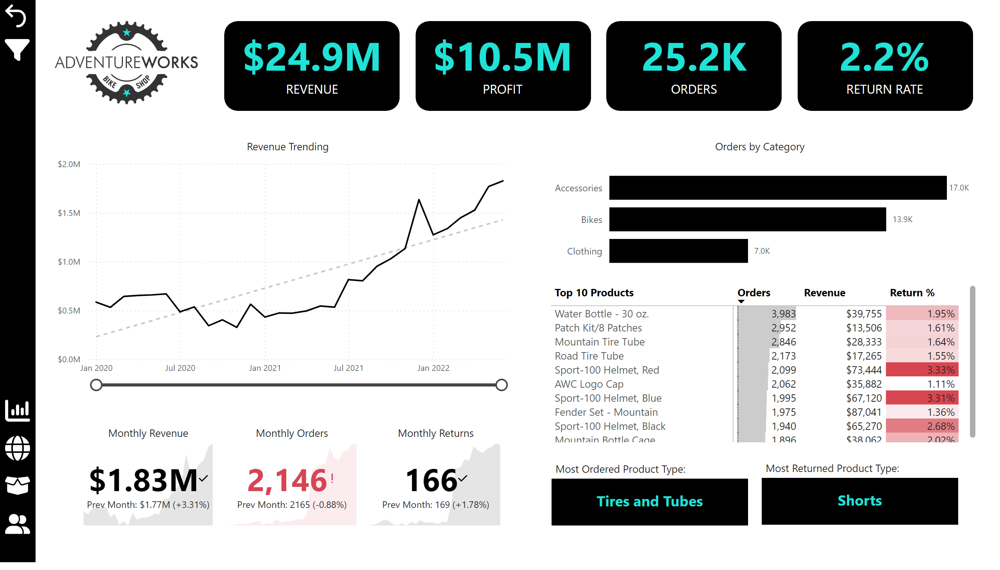 ADVENTUREWORKS
BIKE SHOP
$24.9M
REVENUE
$10.5M
PROFIT
25.2K
ORDERS
2.2%
RETURN RATE
Revenue Trending
$2.0M
$1.5M
$1.0M
$0.5M
$0.0M
Jan 2020 Jul 2020 Jan 2021 Jul 2021 Jan 2022
Orders by Category
Accessories 17.0K
Bikes 13.9K
Clothing 7.0K
Top 10 Products Orders Revenue Return %
Water Bottle - 30 oz. 3,983 $39,755 1.95%
Patch Kit/8 Patches 2,952 $13,506 1.61%
Mountain Tire Tube 2,846 $28,333 1.64%
Road Tire Tube 2,173 $17,265 1.55%
Sport-100 Helmet, Red 2,099 $73,444 3.33%
AWC Logo Cap 2,062 $35,882 1.11%
Sport-100 Helmet, Blue 1,995 $67,120 3.31%
Fender Set - Mountain 1,975 $87,041 1.36%
Sport-100 Helmet, Black 1,940 $65,270 2.68%
Mountain Bottle Cage 1,896 $38,062 2.02%
Monthly Revenue
$1.83M
Prev Month: $1.77M (+3.31%)
Monthly Orders
2,146 !
Prev Month: 2165 (-0.88%)
Monthly Returns
166
Prev Month: 169 (+1.78%)
Most Ordered Product Type:
Tires and Tubes
Most Returned Product Type:
Shorts